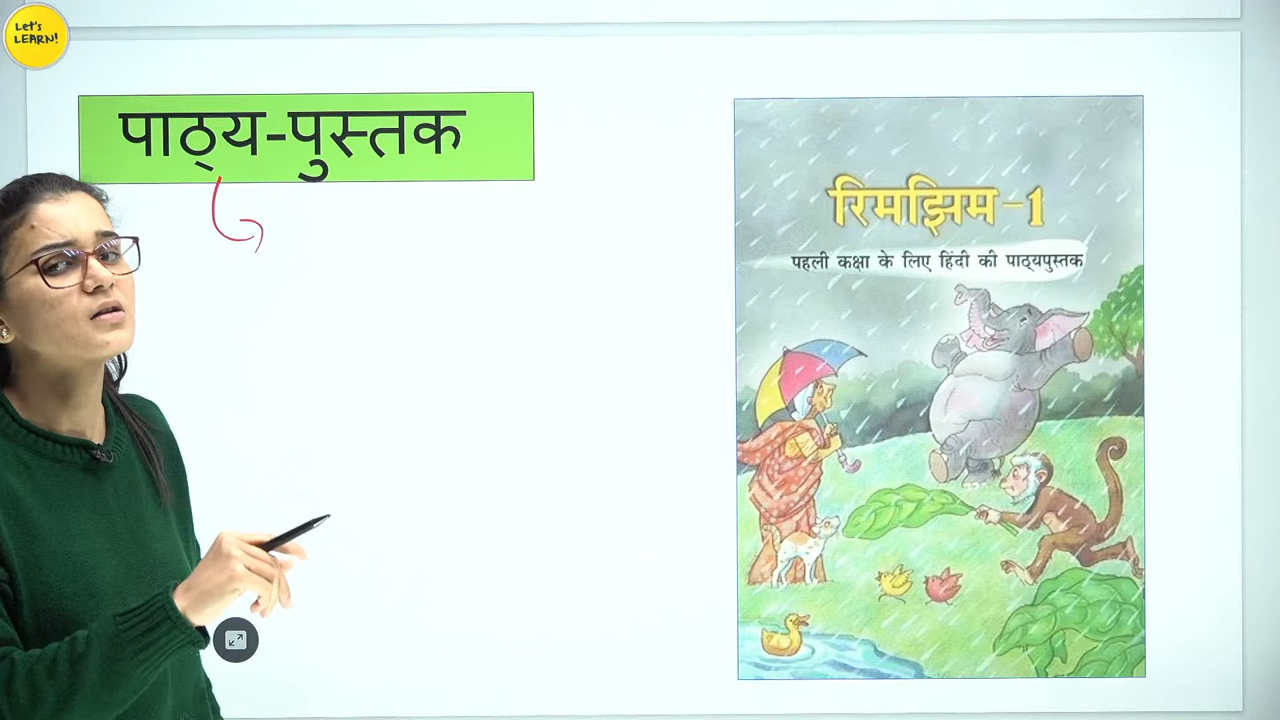 Let's
LEARN!
पाठ्य-पुस्तक
रिमझिम-1
पहली कक्षा के लिए हिंदी की पाठ्यपुस्तक